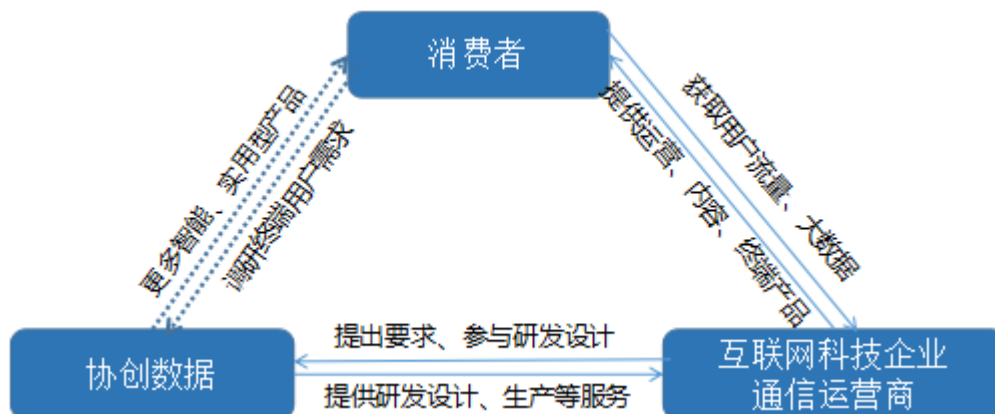 消费者
更多智能、实用型产品
调研终端用户需求
提供运营、内容、终端产品
获取用户流量、大数据
提出要求、参与研发设计
协创数据
提供研发设计、生产等服务
互联网科技企业
通信运营商